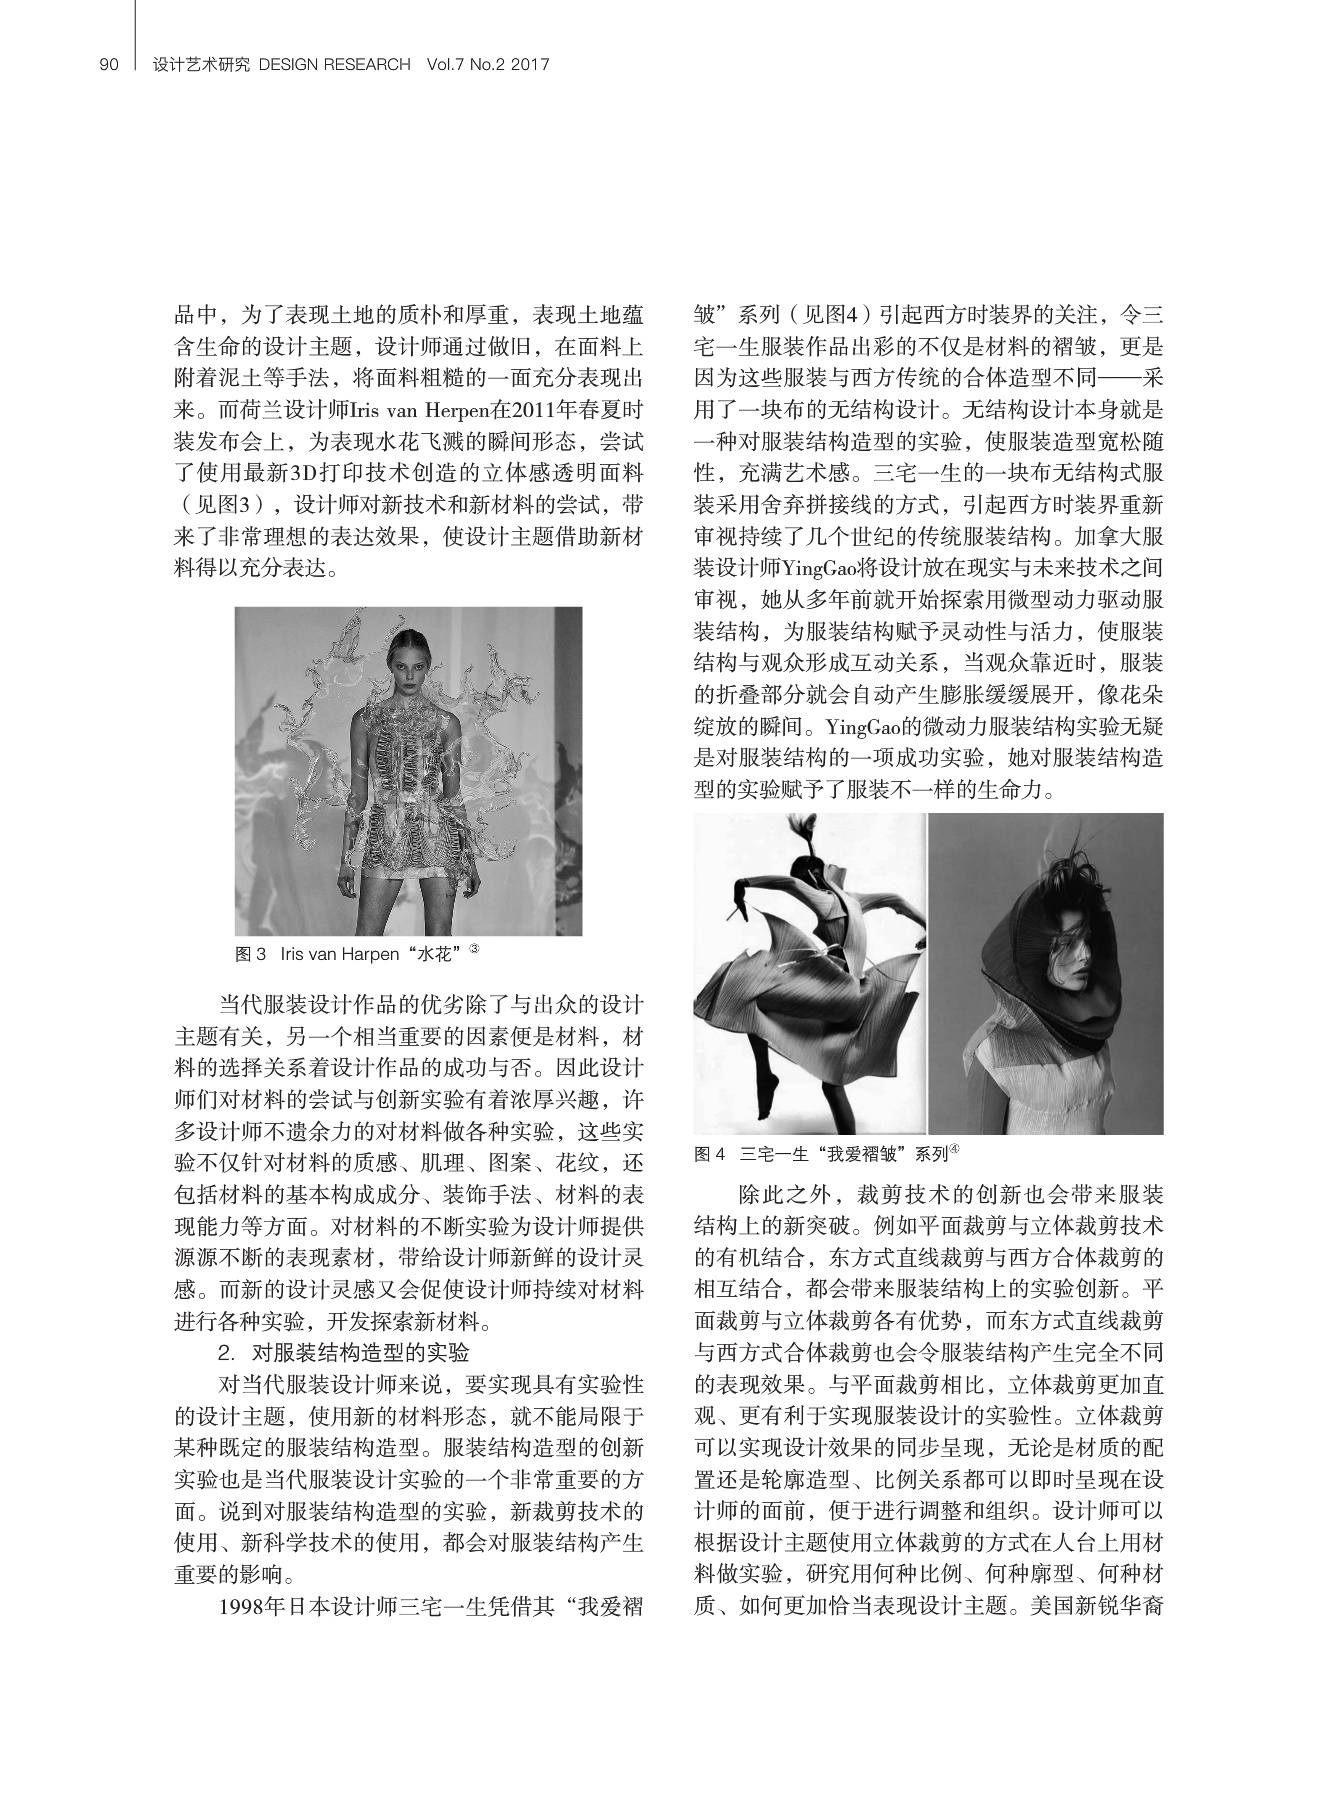 90 设计艺术研究 DESIGN RESEARCH Vol.7 No.2 2017
品中，为了表现土地的质朴和厚重，表现土地蕴
含生命的设计主题，设计师通过做旧，在面料上
附着泥土等手法，将面料粗糙的一面充分表现出
来。而荷兰设计师Iris van Herpen在2011年春夏时
装发布会上，为表现水花飞溅的瞬间形态，尝试
了使用最新3D打印技术创造的立体感透明面料
（见图3），设计师对新技术和新材料的尝试，带
来了非常理想的表达效果，使设计主题借助新材
料得以充分表达。
图 3 Iris van Harpen“水花”③
当代服装设计作品的优劣除了与出众的设计
主题有关，另一个相当重要的因素便是材料，材
料的选择关系着设计作品的成功与否。因此设计
师们对材料的尝试与创新实验有着浓厚兴趣，许
多设计师不遗余力的对材料做各种实验，这些实
验不仅针对材料的质感、肌理、图案、花纹，还
包括材料的基本构成成分、装饰手法、材料的表
现能力等方面。对材料的不断实验为设计师提供
源源不断的表现素材，带给设计师新鲜的设计灵
感。而新的设计灵感又会促使设计师持续对材料
进行各种实验，开发探索新材料。
2. 对服装结构造型的实验
对当代服装设计师来说，要实现具有实验性
的设计主题，使用新的材料形态，就不能局限于
某种既定的服装结构造型。服装结构造型的创新
实验也是当代服装设计实验的一个非常重要的方
面。说到对服装结构造型的实验，新裁剪技术的
使用、新科学技术的使用，都会对服装结构产生
重要的影响。
1998年日本设计师三宅一生凭借其“我爱褶
皱”系列（见图4）引起西方时装界的关注，令三
宅一生服装作品出彩的不仅是材料的褶皱，更是
因为这些服装与西方传统的合体造型不同——采
用了一块布的无结构设计。无结构设计本身就是
一种对服装结构造型的实验，使服装造型宽松随
性，充满艺术感。三宅一生的一块布无结构式服
装采用舍弃拼接线的方式，引起西方时装界重新
审视持续了几个世纪的传统服装结构。加拿大服
装设计师YingGao将设计放在现实与未来技术之间
审视，她从多年前就开始探索用微型动力驱动服
装结构，为服装结构赋予灵动性与活力，使服装
结构与观众形成互动关系，当观众靠近时，服装
的折叠部分就会自动产生膨胀缓缓展开，像花朵
绽放的瞬间。YingGao的微动力服装结构实验无疑
是对服装结构的一项成功实验，她对服装结构造
型的实验赋予了服装不一样的生命力。
图 4 三宅一生“我爱褶皱”系列④
除此之外，裁剪技术的创新也会带来服装
结构上的新突破。例如平面裁剪与立体裁剪技术
的有机结合，东方式直线裁剪与西方合体裁剪的
相互结合，都会带来服装结构上的实验创新。平
面裁剪与立体裁剪各有优势，而东方式直线裁剪
与西方式合体裁剪也会令服装结构产生完全不同
的表现效果。与平面裁剪相比，立体裁剪更加直
观、更有利于实现服装设计的实验性。立体裁剪
可以实现设计效果的同步呈现，无论是材质的配
置还是轮廓造型、比例关系都可以即时呈现在设
计师的面前，便于进行调整和组织。设计师可以
根据设计主题使用立体裁剪的方式在人台上用材
料做实验，研究用何种比例、何种廓型、何种材
质、如何更加恰当表现设计主题。美国新锐华裔